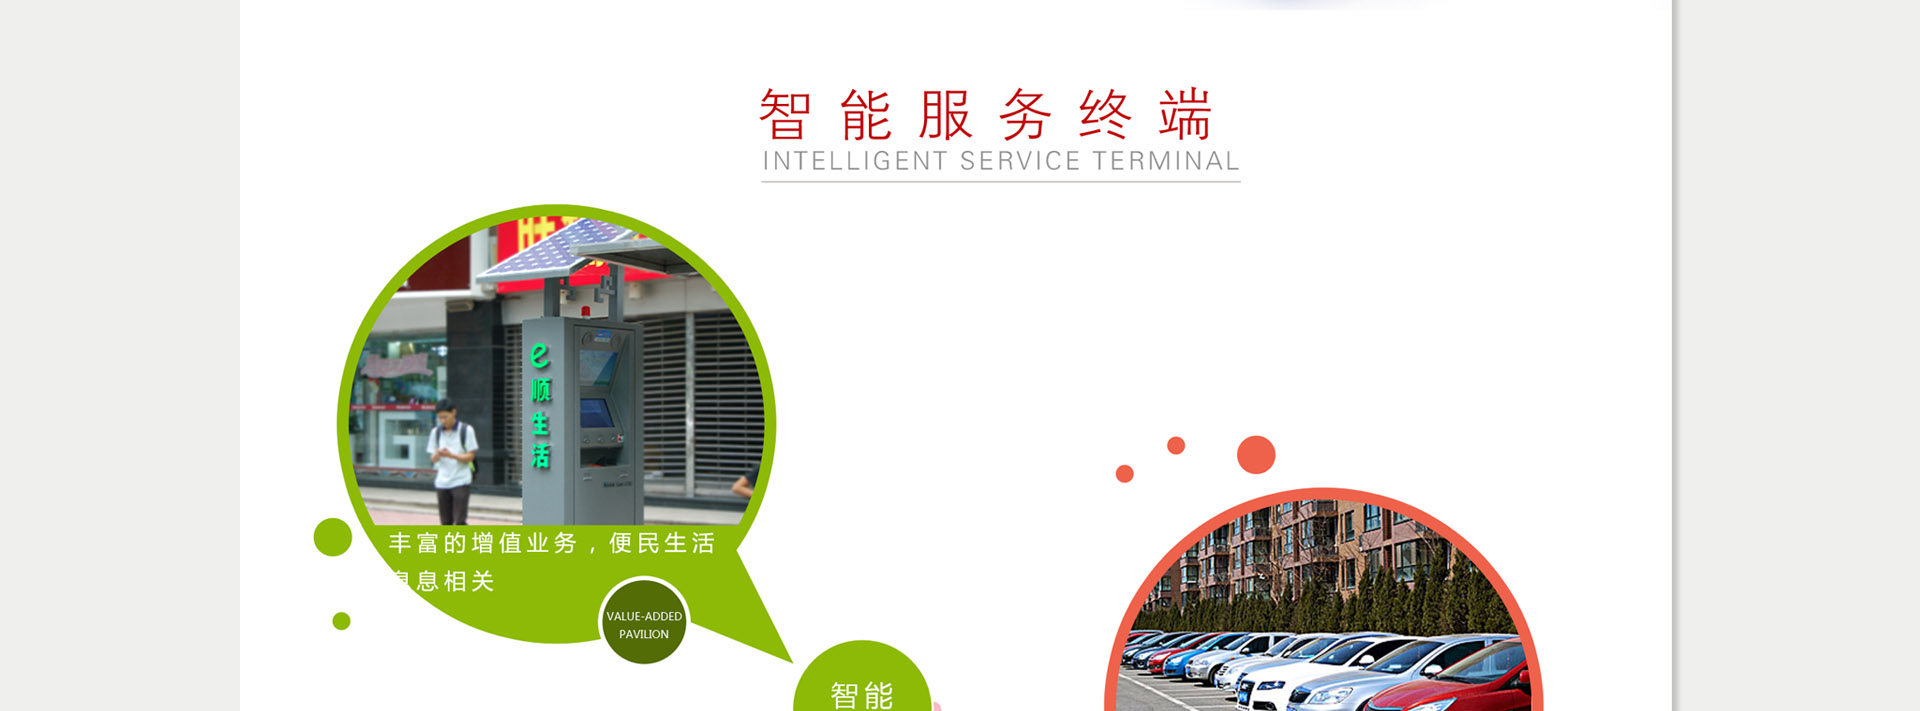 智能服务终端
INTELLIGENT SERVICE TERMINAL
e
顺
生
活
丰富的增值业务，便民生活
息息相关
VALUE-ADDED
PAVILION
智能